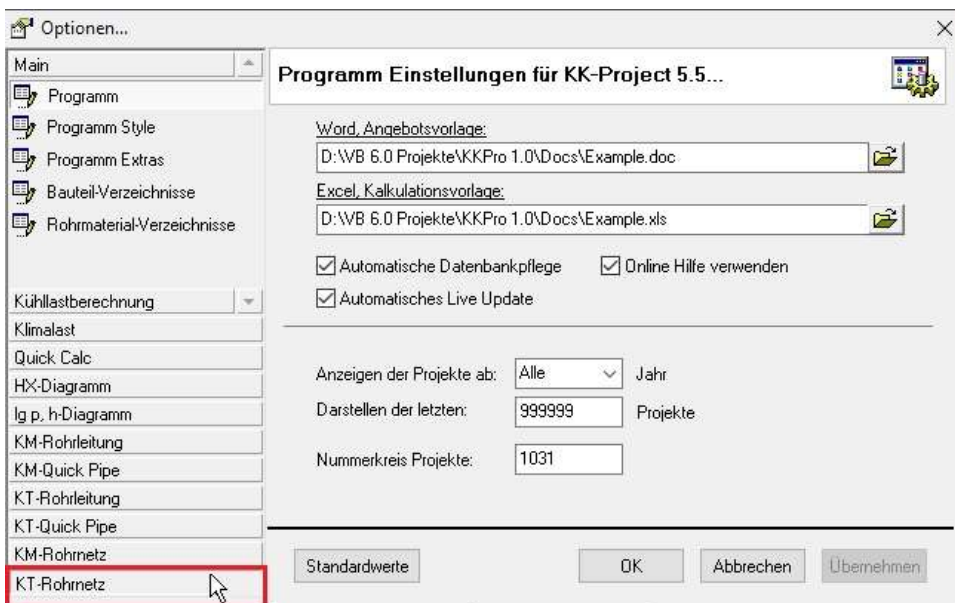 Optionen...
Main
Programm
Programm Style
Programm Extras
Bauteil-Verzeichnisse
Rohrmaterial-Verzeichnisse
Kühllastberechnung
Klimalast
Quick Calc
HX-Diagramm
lg p, h-Diagramm
KM-Rohrleitung
KM-Quick Pipe
KT-Rohrleitung
KT-Quick Pipe
KM-Rohrnetz
KT-Rohrnetz
Programm Einstellungen für KK-Project 5.5...
Word, Angebotsvorlage:
D:\VB 6.0 Projekte\KKPro 1.0\Docs\Example.doc
Excel, Kalkulationsvorlage:
D:\VB 6.0 Projekte\KKPro 1.0\Docs\Example.xls
Automatische Datenbankpflege Online Hilfe verwenden
Automatisches Live Update
Anzeigen der Projekte ab: Alle Jahr
Darstellen der letzten: 999999 Projekte
Nummerkreis Projekte: 1031
Standardwerte OK Abbrechen Übernehmen